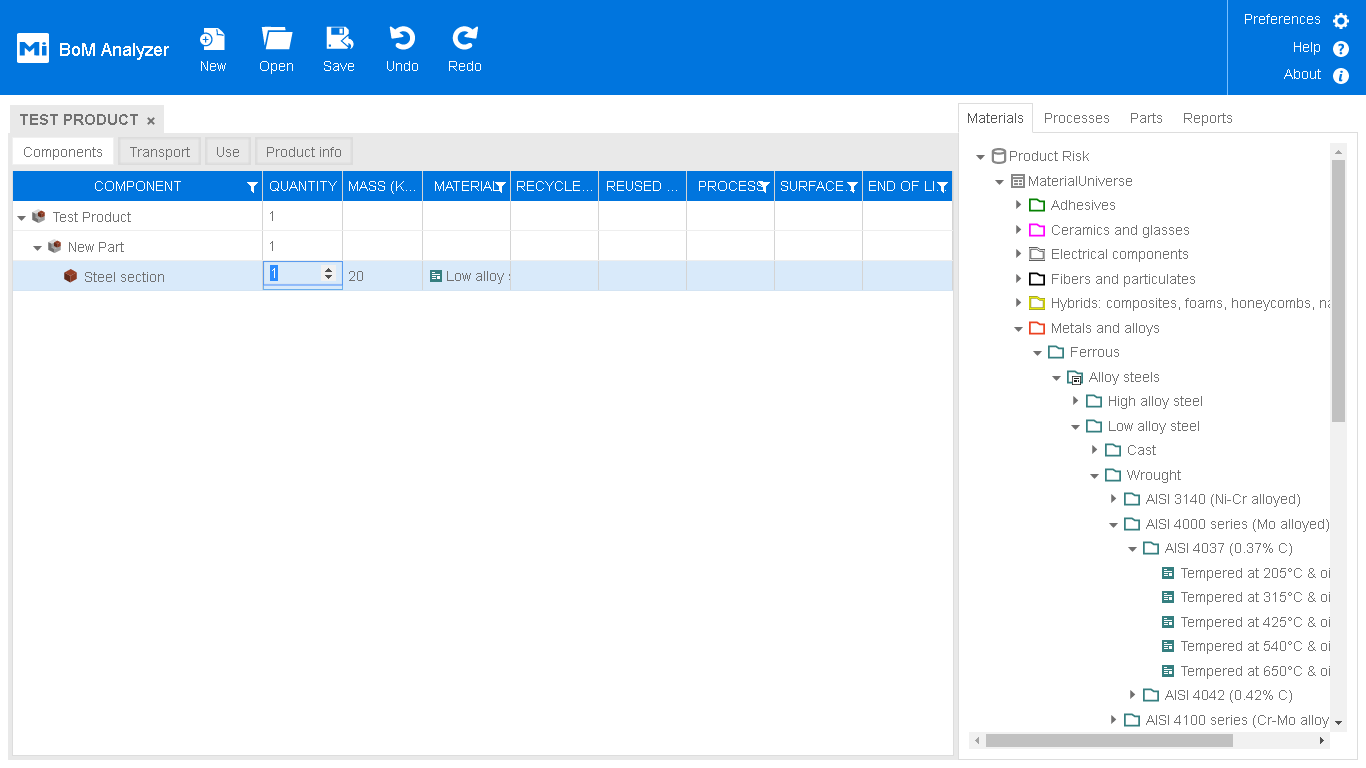 Mi BoM Analyzer
New
Open
Save
Undo
Redo
Preferences
Help
About
TEST PRODUCT ×
Components
Transport
Use
Product info
COMPONENT
QUANTITY
MASS (K...
MATERIAL
RECYCLE...
REUSED ...
PROCESS
SURFACE
END OF LI
Test Product 1
New Part 1
Steel section 1 20 Low alloy s
Materials
Processes
Parts
Reports
Product Risk
MaterialUniverse
Adhesives
Ceramics and glasses
Electrical components
Fibers and particulates
Hybrids: composites, foams, honeycombs, na
Metals and alloys
Ferrous
Alloy steels
High alloy steel
Low alloy steel
Cast
Wrought
AISI 3140 (Ni-Cr alloyed)
AISI 4000 series (Mo alloyed)
AISI 4037 (0.37% C)
Tempered at 205°C & oi
Tempered at 315°C & oi
Tempered at 425°C & oi
Tempered at 540°C & oi
Tempered at 650°C & oi
AISI 4042 (0.42% C)
AISI 4100 series (Cr-Mo alloy